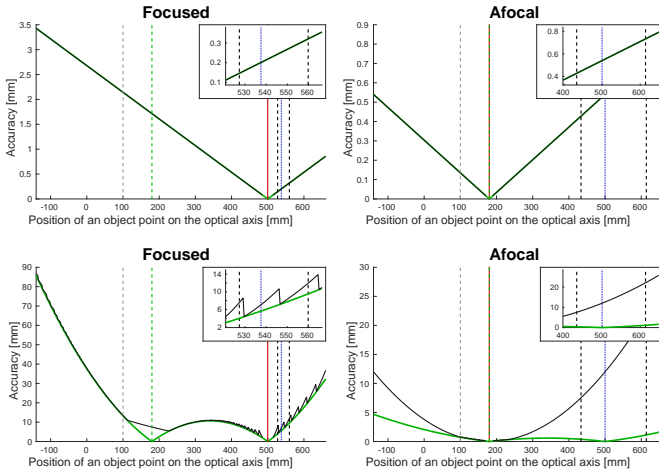 Focused
Afocal
3.5
3
2.5
2
1.5
1
0.5
0
Accuracy [mm]
-100 0 100 200 300 400 500 600
Position of an object point on the optical axis [mm]
0.3
0.2
0.1
530 540 550 560
0.9
0.8
0.7
0.6
0.5
0.4
0.3
0.2
0.1
0
Accuracy [mm]
-100 0 100 200 300 400 500 600
Position of an object point on the optical axis [mm]
0.8
0.6
0.4
400 500 600
Focused
Afocal
90
80
70
60
50
40
30
20
10
0
Accuracy [mm]
-100 0 100 200 300 400 500 600
Position of an object point on the optical axis [mm]
14
12
10
8
6
4
530 540 550 560
30
25
20
15
10
5
0
Accuracy [mm]
-100 0 100 200 300 400 500 600
Position of an object point on the optical axis [mm]
20
10
0
400 500 600